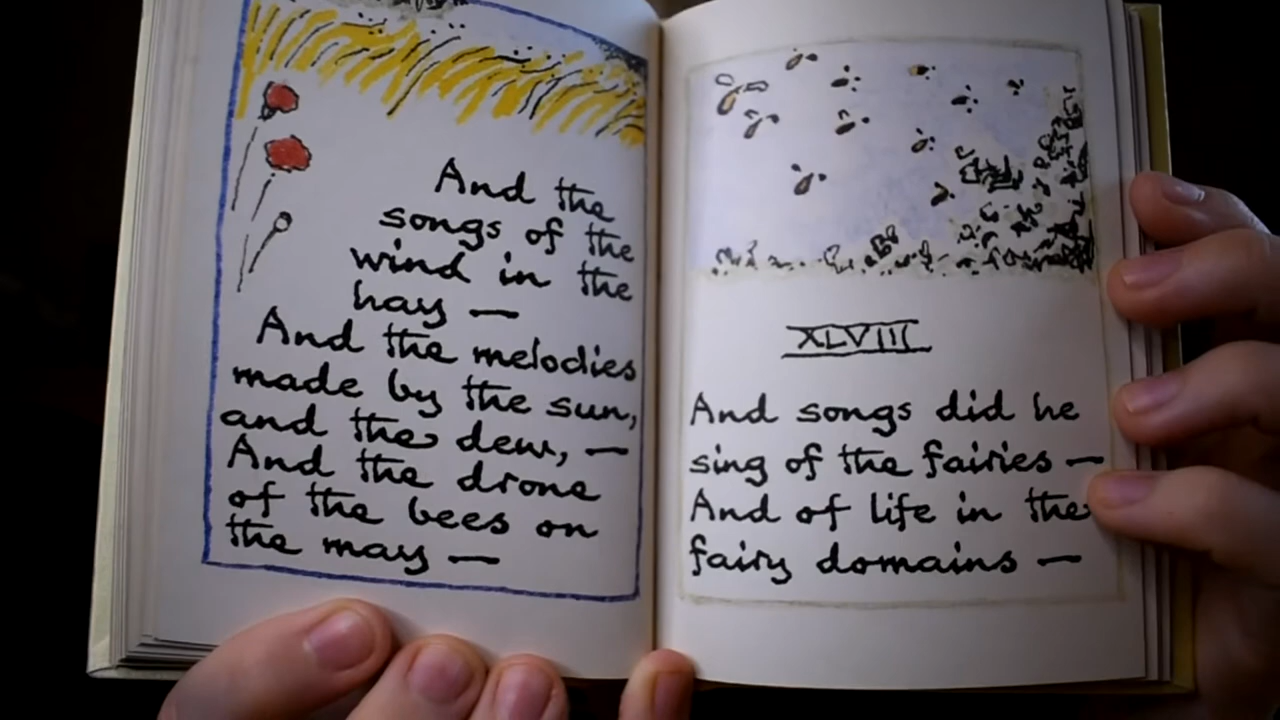 And the
songs of the
wind in the
hay —
And the melodies
made by the sun,
and the dew, —
And the drone
of the bees on
the may —
XLVIII
And songs did he
sing of the fairies —
And of life in the
fairy domains —